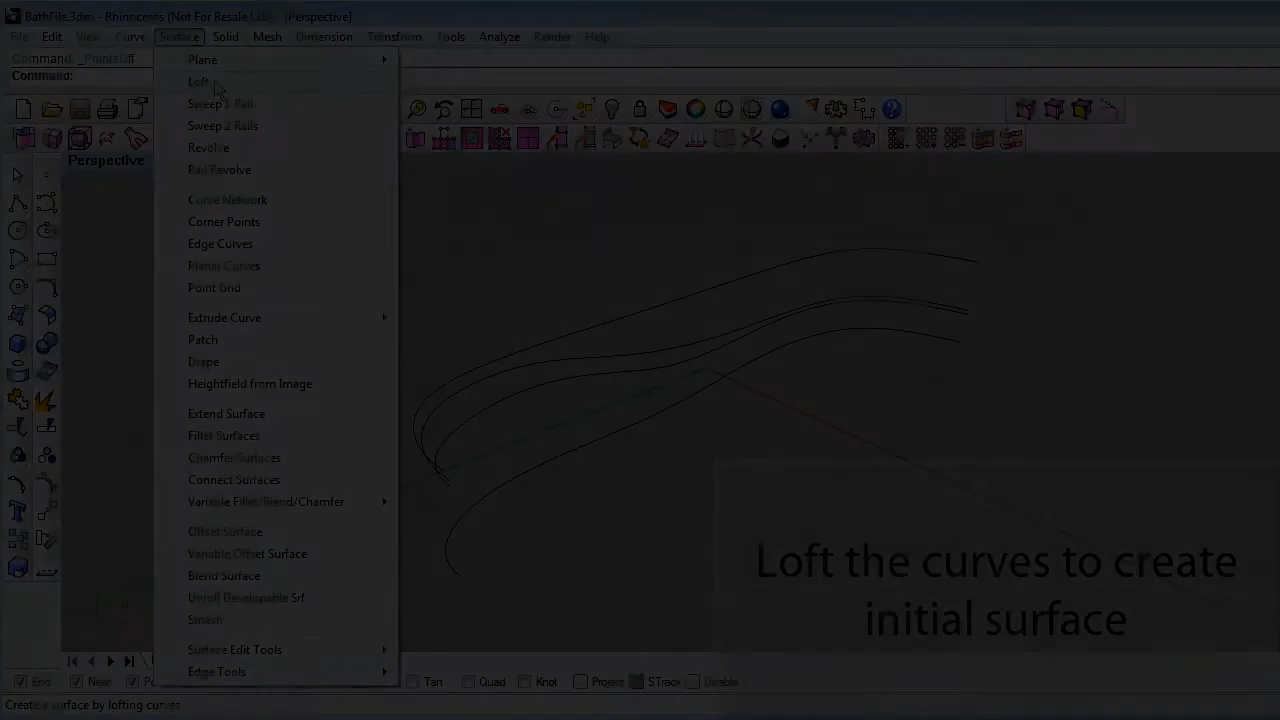 BathFile.3dm - Rhinoceros (Not For Resale Lab) - [Perspective]
File Edit View Curve Surface Solid Mesh Dimension Transform Tools Analyze Render Help
Command: _PointsOff
Command:
Plane
Loft
Sweep 1 Rail
Sweep 2 Rails
Revolve
Rail Revolve
Curve Network
Corner Points
Edge Curves
Planar Curves
Point Grid
Extrude Curve
Patch
Drape
Heightfield from Image
Extend Surface
Fillet Surfaces
Chamfer Surfaces
Connect Surfaces
Variable Fillet/Blend/Chamfer
Offset Surface
Variable Offset Surface
Blend Surface
Unroll Developable Srf
Smash
Surface Edit Tools
Edge Tools
Perspective
Loft the curves to create
initial surface
End Near Tan Quad Knot Project STrack Disable
Create a surface by lofting curves